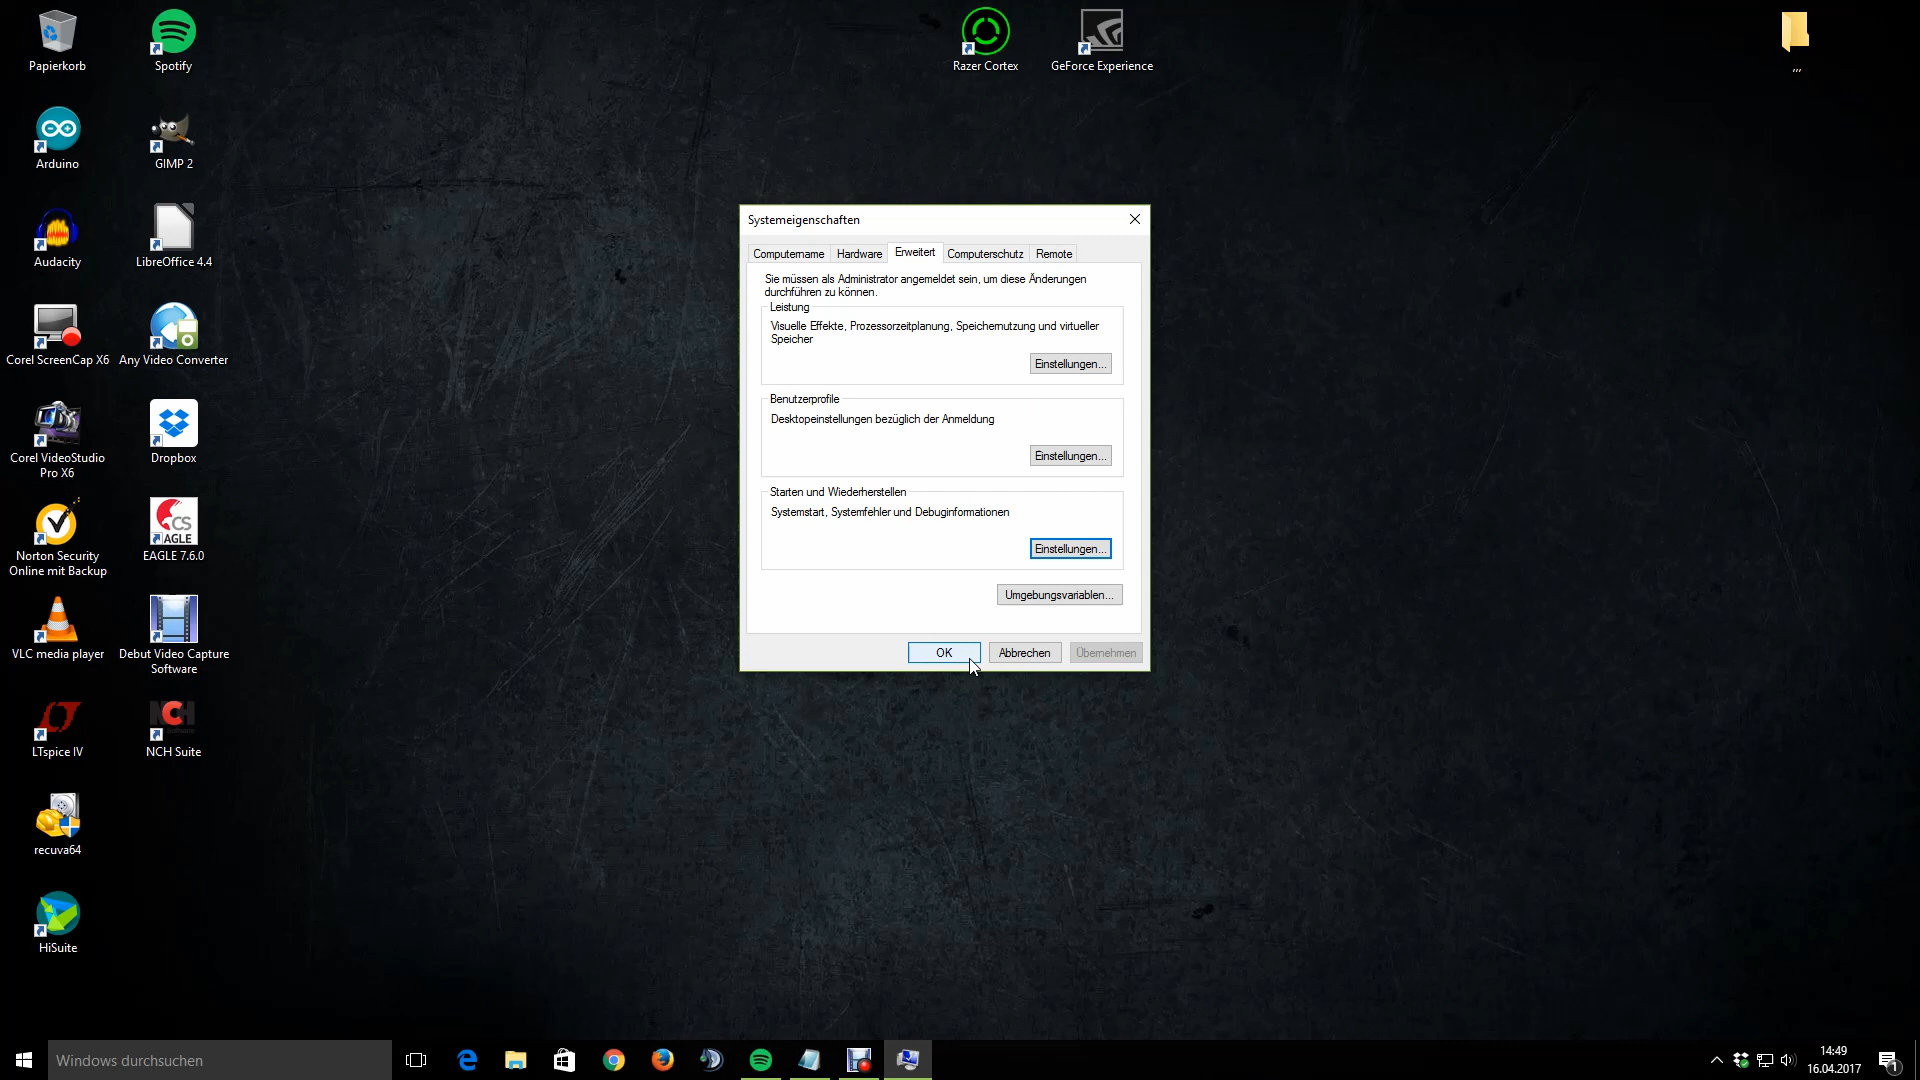 Papierkorb
Spotify
Razer Cortex
GeForce Experience
,,,
Arduino
GIMP 2
Audacity
LibreOffice 4.4
Corel ScreenCap X6
Any Video Converter
Corel VideoStudio
Pro X6
Dropbox
Norton Security
Online mit Backup
CS
AGLE
EAGLE 7.6.0
VLC media player
Debut Video Capture
Software
LTspice IV
NCH
NCH Suite
recuva64
HiSuite
Systemeigenschaften
Computername
Hardware
Erweitert
Computerschutz
Remote
Sie müssen als Administrator angemeldet sein, um diese Änderungen
durchführen zu können.
Leistung
Visuelle Effekte, Prozessorzeitplanung, Speichernutzung und virtueller
Speicher
Einstellungen...
Benutzerprofile
Desktopeinstellungen bezüglich der Anmeldung
Einstellungen...
Starten und Wiederherstellen
Systemstart, Systemfehler und Debuginformationen
Einstellungen...
Umgebungsvariablen...
OK
Abbrechen
Übernehmen
Windows durchsuchen
14:49
16.04.2017
1